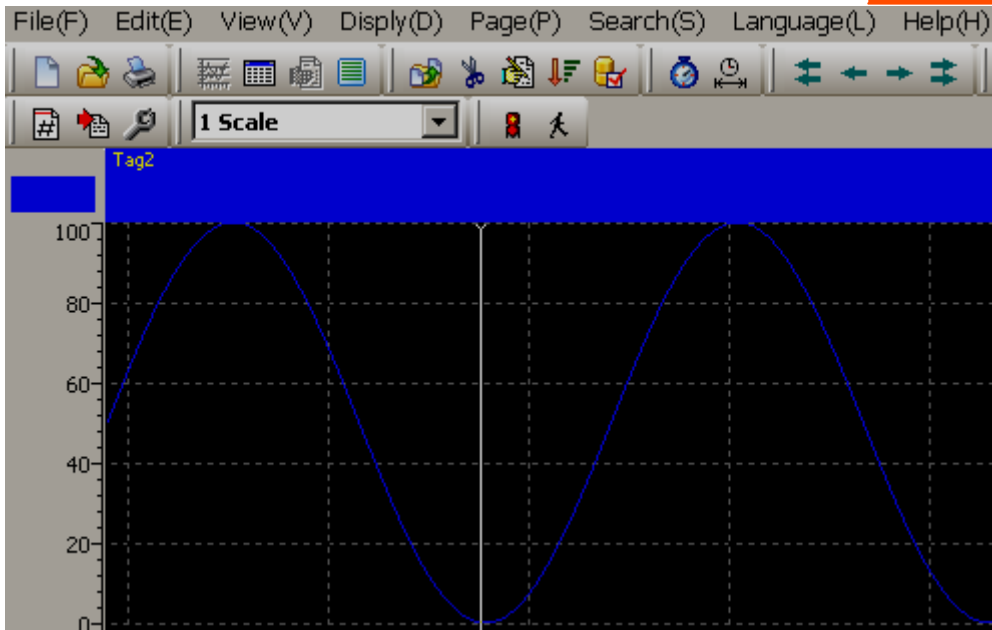 File(F) Edit(E) View(V) Disply(D) Page(P) Search(S) Language(L) Help(H)
1 Scale
Tag2
100
80
60
40
20
0